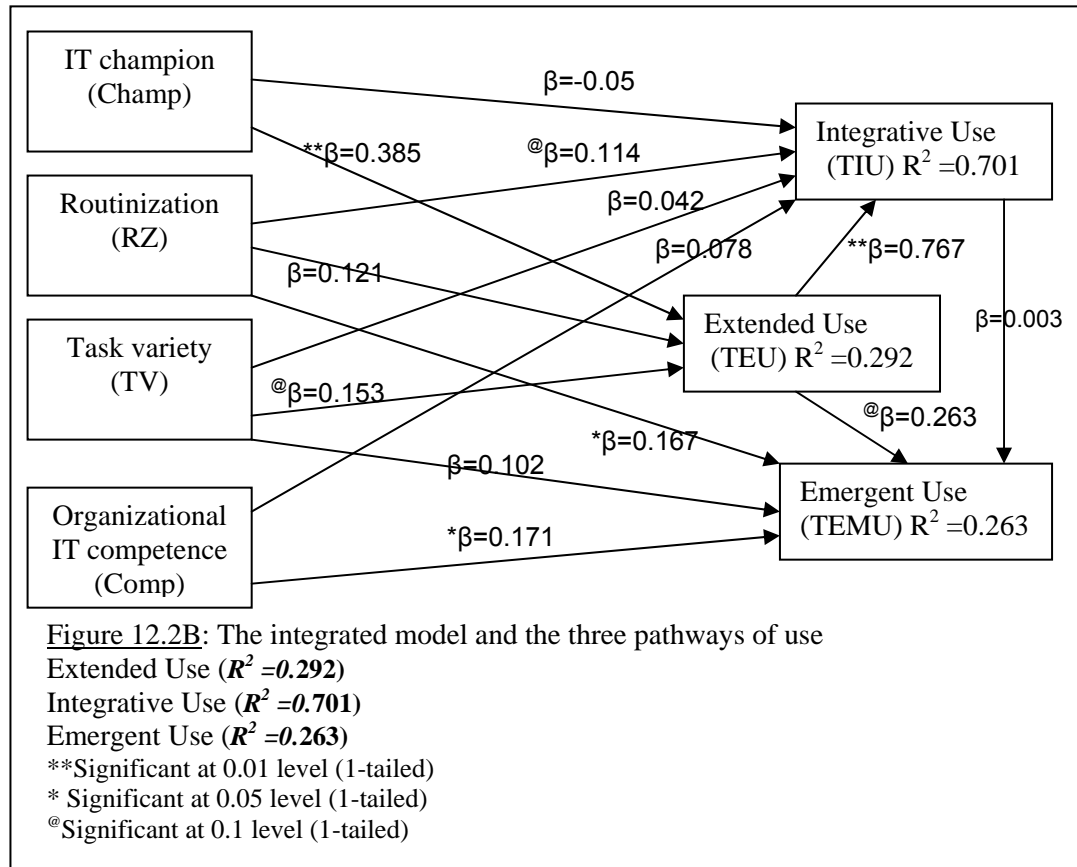 IT champion
(Champ)
β=-0.05
Integrative Use
(TIU) R² =0.701
**β=0.385
@β=0.114
Routinization
(RZ)
β=0.042
β=0.078
**β=0.767
β=0.121
Extended Use
(TEU) R² =0.292
β=0.003
Task variety
(TV)
@β=0.153
@β=0.263
*β=0.167
β=0.102
Emergent Use
(TEMU) R² =0.263
Organizational
IT competence
(Comp)
*β=0.171
Figure 12.2B: The integrated model and the three pathways of use
Extended Use (R² =0.292)
Integrative Use (R² =0.701)
Emergent Use (R² =0.263)
**Significant at 0.01 level (1-tailed)
* Significant at 0.05 level (1-tailed)
@Significant at 0.1 level (1-tailed)